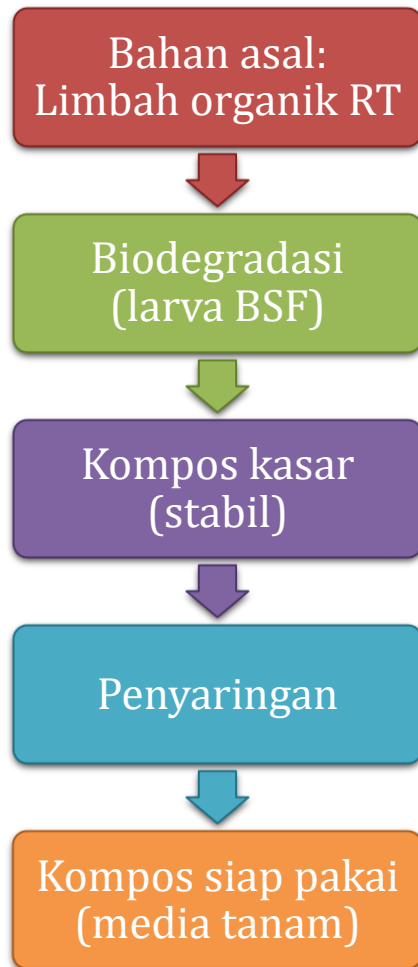 Bahan asal:
Limbah organik RT
Biodegradasi
(larva BSF)
Kompos kasar
(stabil)
Penyaringan
Kompos siap pakai
(media tanam)